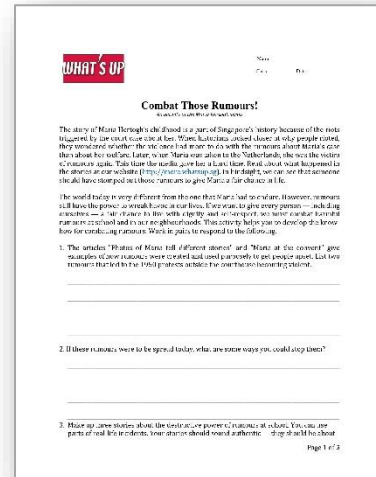 WHAT'S UP
Name
Class Date
Combat Those Rumours!
The story of Maria Hertogh's childhood is a part of Singapore's history because of the riots
triggered by the court case about her. When historians looked closer at why people rioted,
they wondered whether the violence had more to do with the rumours about Maria's case
than about her welfare. Later, when Maria was taken to the Netherlands, she was the victim
of rumours again. This time the media gave her a hard time. Read about what happened in
the stories at our website (http://maria.whatsup.sg). In hindsight, we can see that someone
should have stomped out those rumours to give Maria a fair chance in life.
The world today is very different from the one that Maria had to endure. However, rumours
still have the power to wreak havoc in our lives. If we want to give every person — including
ourselves — a fair chance to live with dignity and self-respect, we must combat harmful
rumours at school and in our neighbourhoods. This activity helps you to develop the know-
how for combating rumours. Work in pairs to respond to the following.
1. The articles "Photos of Maria tell different stories" and "Maria at the convent" give
examples of how rumours were created and used purposely to get people upset. List two
rumours that led to the 1950 protests outside the courthouse becoming violent.
2. If these rumours were to be spread today, what are some ways you could stop them?
3. Make up three stories about the destructive power of rumours at school. You can use
parts of real-life incidents. Your stories should sound authentic — they should be about
Page 1 of 3